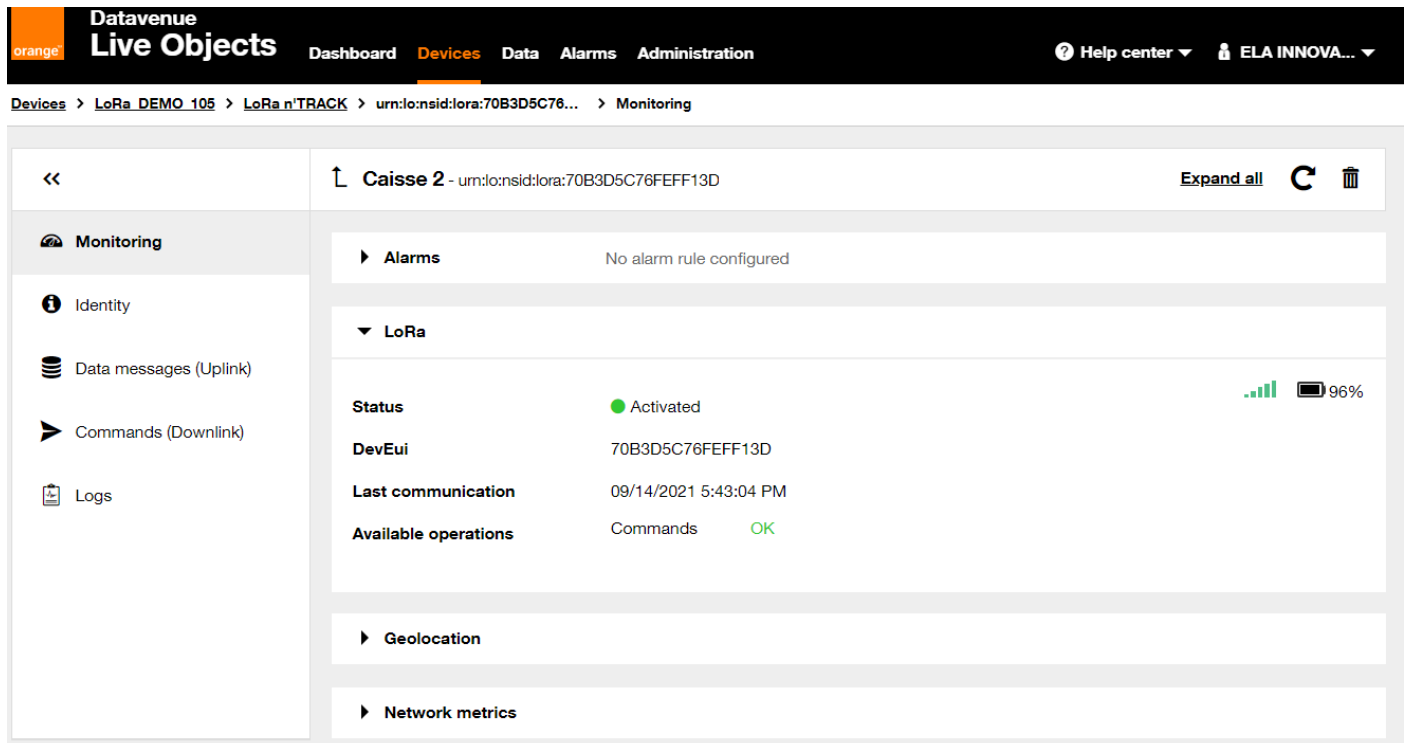 Datavenue
orange™ Live Objects Dashboard Devices Data Alarms Administration Help center ELA INNOVA...
Devices > LoRa_DEMO_105 > LoRa n'TRACK > urn:lo:nsid:lora:70B3D5C76... > Monitoring
Caisse 2 - urn:lo:nsid:lora:70B3D5C76FEFF13D Expand all
Monitoring
Identity
Data messages (Uplink)
Commands (Downlink)
Logs
Alarms No alarm rule configured
LoRa
96%
Status Activated
DevEui 70B3D5C76FEFF13D
Last communication 09/14/2021 5:43:04 PM
Available operations Commands OK
Geolocation
Network metrics